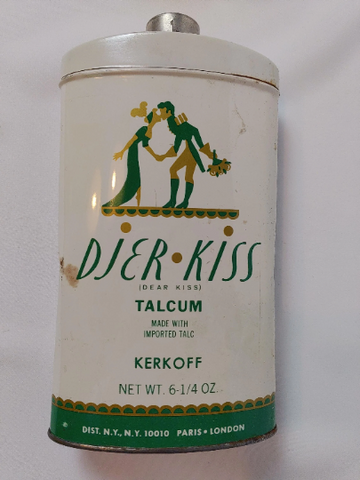 DJER • KISS
(DEAR KISS)
TALCUM
MADE WITH
IMPORTED TALC
KERKOFF
NET WT. 6-1/4 OZ.
DIST. N.Y., N.Y. 10010 PARIS • LONDON